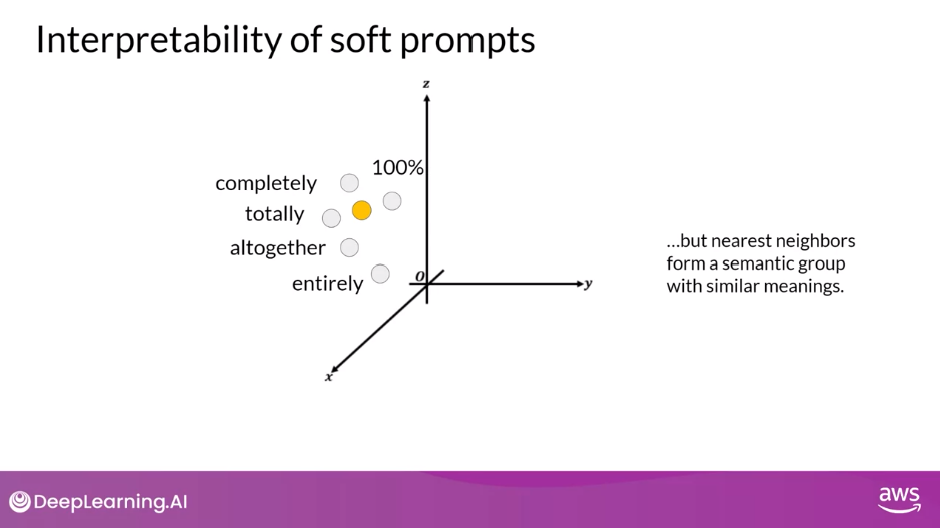 Interpretability of soft prompts
z
100%
completely
totally
altogether
entirely
O
y
x
...but nearest neighbors
form a semantic group
with similar meanings.
DeepLearning.AI
aws